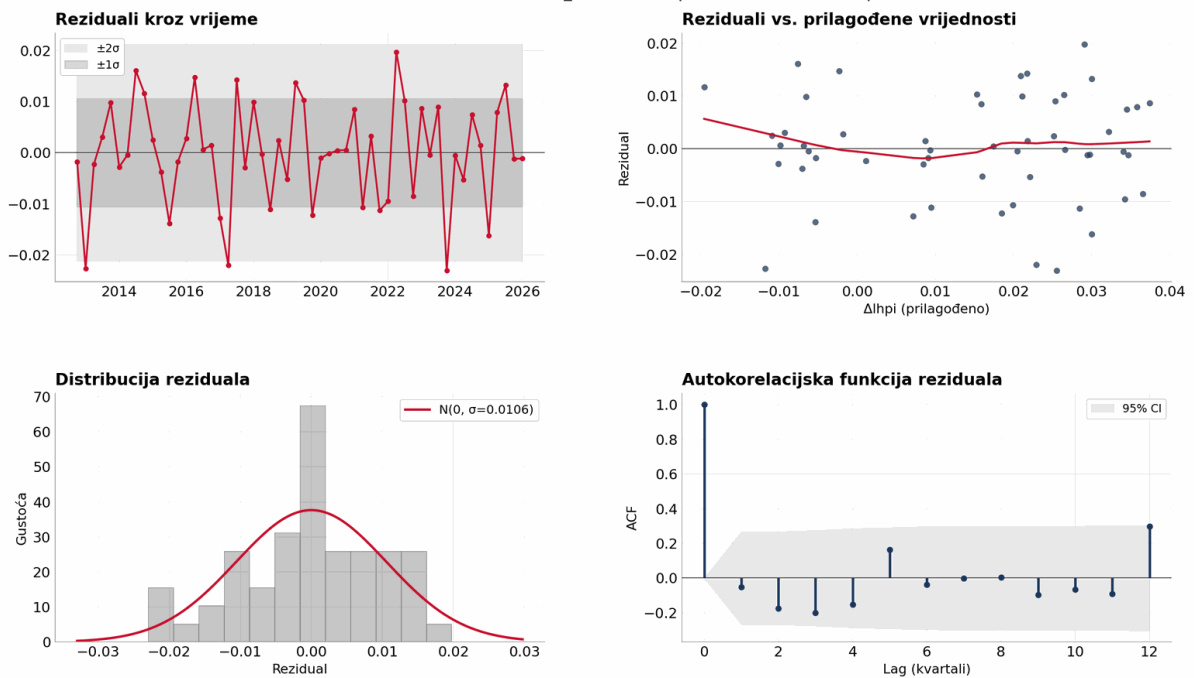 Reziduali kroz vrijeme
±2σ
±1σ
0.02
0.01
0.00
−0.01
−0.02
2014 2016 2018 2020 2022 2024 2026
Reziduali vs. prilagođene vrijednosti
Rezidual
0.02
0.01
0.00
−0.01
−0.02
−0.02 −0.01 0.00 0.01 0.02 0.03 0.04
Δlhpi (prilagođeno)
Distribucija reziduala
N(0, σ=0.0106)
Gustoća
70
60
50
40
30
20
10
0
−0.03 −0.02 −0.01 0.00 0.01 0.02 0.03
Rezidual
Autokorelacijska funkcija reziduala
95% CI
ACF
1.0
0.8
0.6
0.4
0.2
0.0
−0.2
0 2 4 6 8 10 12
Lag (kvartali)